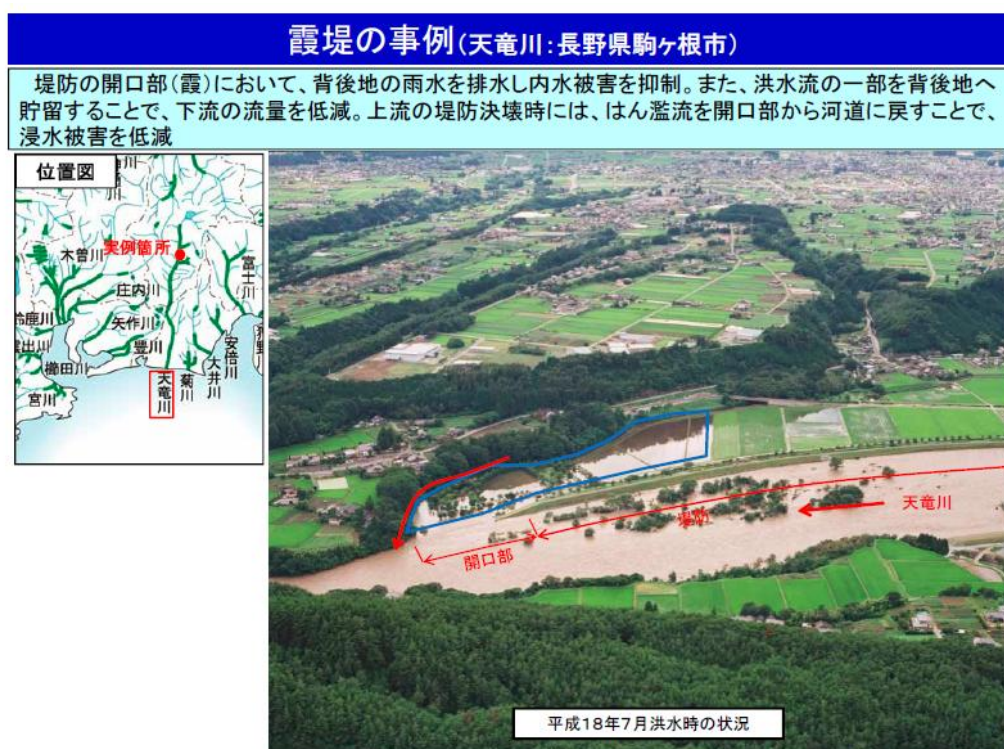 霞堤の事例(天竜川:長野県駒ヶ根市)
堤防の開口部(霞)において、背後地の雨水を排水し内水被害を抑制。また、洪水流の一部を背後地へ
貯留することで、下流の流量を低減。上流の堤防決壊時には、はん濫流を開口部から河道に戻すことで、
浸水被害を低減
位置図
実例箇所
木曽川
富士川
庄内川
鈴鹿川
矢作川
豊川
安倍川
狩野
櫛田川
大井川
宮川
天竜川
菊川
天竜川
堤防
開口部
平成18年7月洪水時の状況